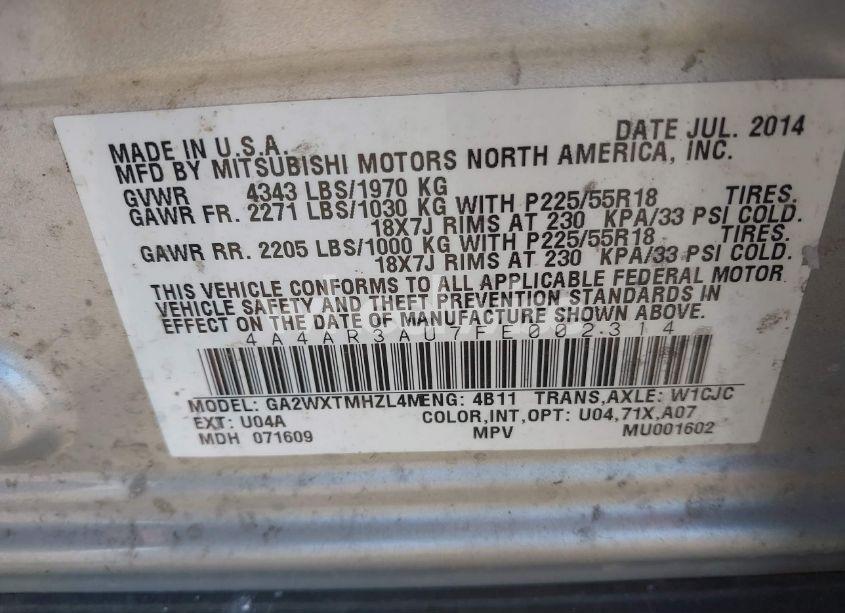 MADE IN U.S.A. DATE JUL. 2014
MFD BY MITSUBISHI MOTORS NORTH AMERICA, INC.
GVWR 4343 LBS/1970 KG
GAWR FR. 2271 LBS/1030 KG WITH P225/55R18 TIRES.
18X7J RIMS AT 230 KPA/33 PSI COLD.
GAWR RR. 2205 LBS/1000 KG WITH P225/55R18 TIRES.
18X7J RIMS AT 230 KPA/33 PSI COLD.
THIS VEHICLE CONFORMS TO ALL APPLICABLE FEDERAL MOTOR
VEHICLE SAFETY AND THEFT PREVENTION STANDARDS IN
EFFECT ON THE DATE OF MANUFACTURE SHOWN ABOVE.
4A4AR3AU7FE002314
MODEL: GA2WXTMHZL4M ENG: 4B11 TRANS,AXLE: W1CJC
EXT: U04A COLOR,INT,OPT: U04,71X,A07
MDH 071609 MPV MU001602